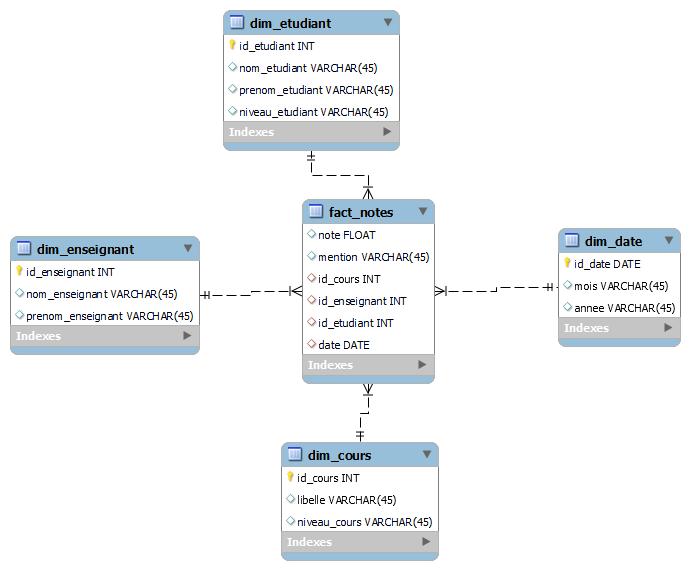 dim_etudiant
id_etudiant INT
nom_etudiant VARCHAR(45)
prenom_etudiant VARCHAR(45)
niveau_etudiant VARCHAR(45)
Indexes
fact_notes
note FLOAT
mention VARCHAR(45)
id_cours INT
id_enseignant INT
id_etudiant INT
date DATE
Indexes
dim_enseignant
id_enseignant INT
nom_enseignant VARCHAR(45)
prenom_enseignant VARCHAR(45)
Indexes
dim_date
id_date DATE
mois VARCHAR(45)
annee VARCHAR(45)
Indexes
dim_cours
id_cours INT
libelle VARCHAR(45)
niveau_cours VARCHAR(45)
Indexes